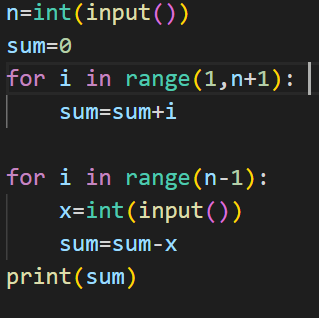 n=int(input())
sum=0
for i in range(1,n+1):
    sum=sum+i

for i in range(n-1):
    x=int(input())
    sum=sum-x
print(sum)